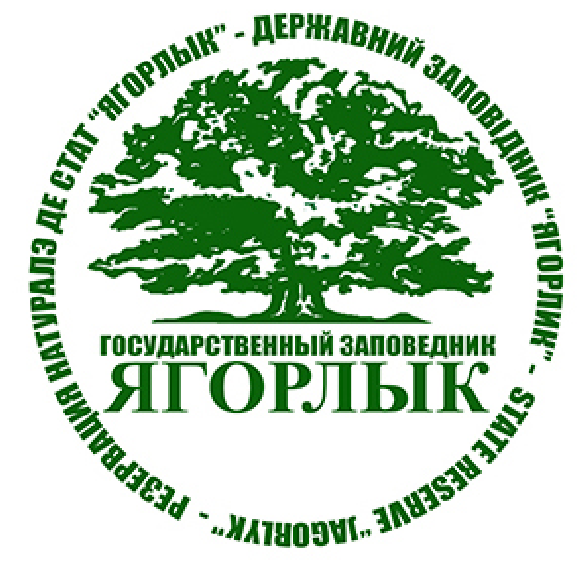 РЕЗЕРВАЦИЯ НАТУРАЛЭ ДЕ СТАТ "ЯГОРЛЫК" - ДЕРЖАВНИЙ ЗАПОВІДНИК "ЯГОРЛИК" - STATE RESERVE "JAGORLYK" -
ГОСУДАРСТВЕННЫЙ ЗАПОВЕДНИК
ЯГОРЛЫК